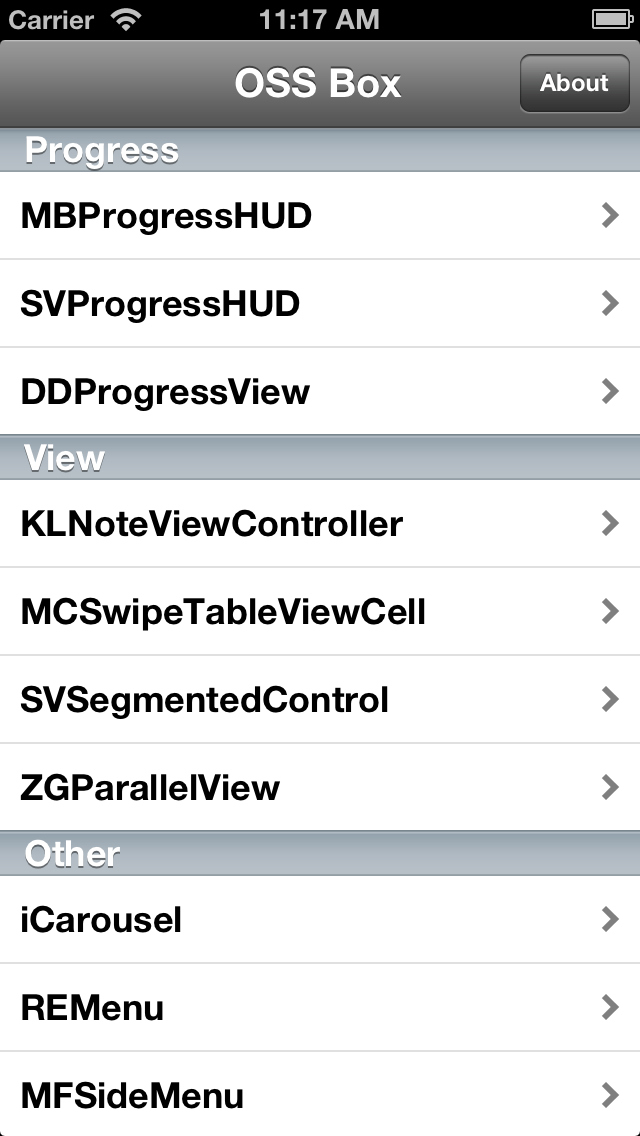 Carrier 11:17 AM
OSS Box About
Progress
MBProgressHUD
SVProgressHUD
DDProgressView
View
KLNoteViewController
MCSwipeTableViewCell
SVSegmentedControl
ZGParallelView
Other
iCarousel
REMenu
MFSideMenu